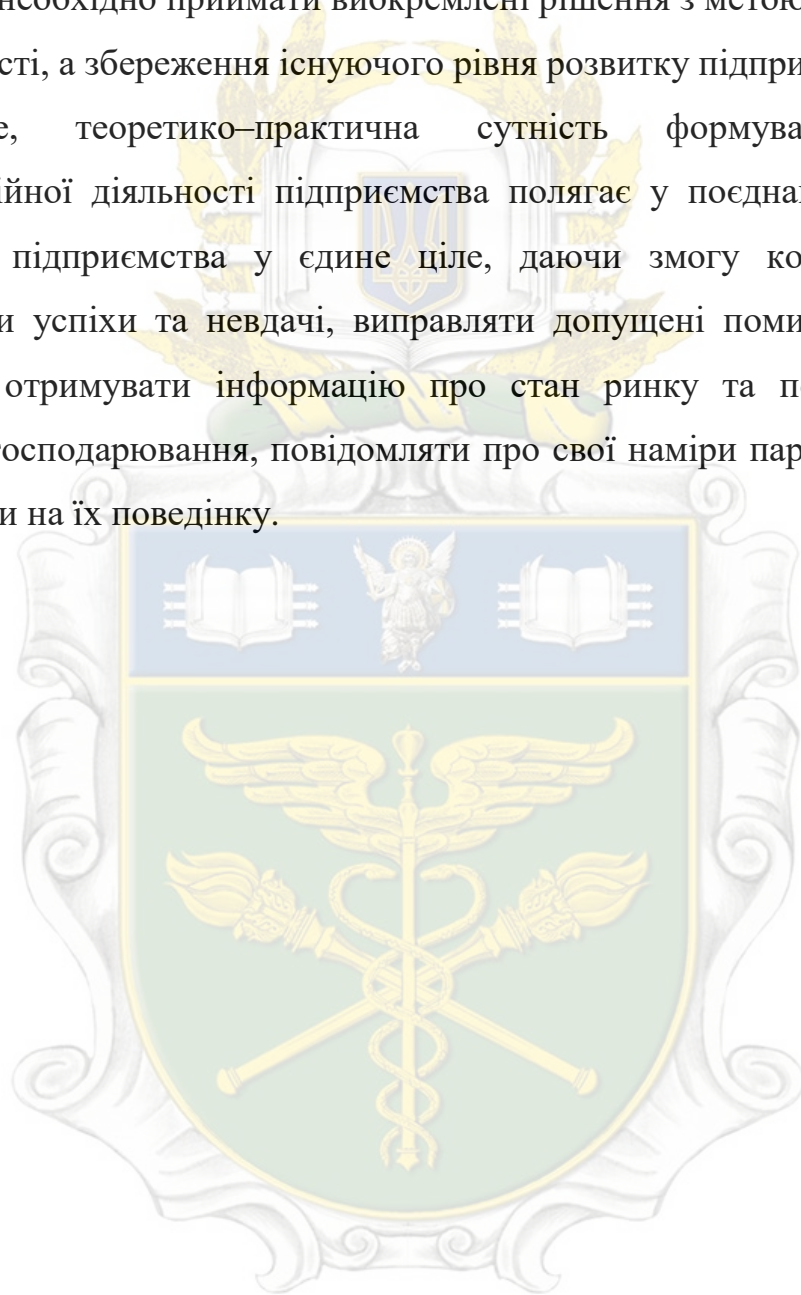 необхідно приймати виокремлені рішення з метою
сті, а збереження існуючого рівня розвитку підпри
е, теоретико–практична сутність формува
ійної діяльності підприємства полягає у поєдна
підприємства у єдине ціле, даючи змогу ко
и успіхи та невдачі, виправляти допущені поми
отримувати інформацію про стан ринку та п
господарювання, повідомляти про свої наміри пар
и на їх поведінку.